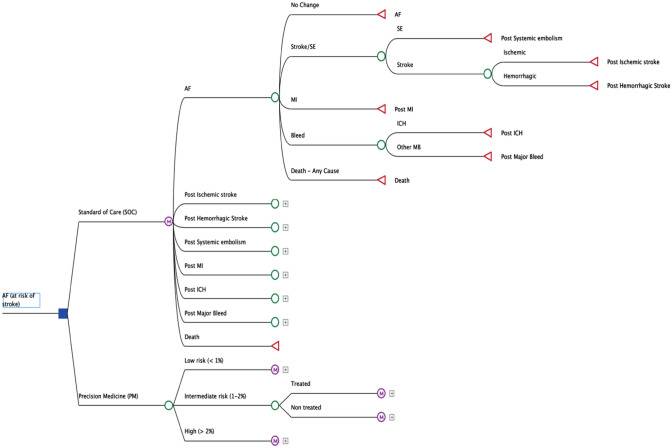 No Change
AF
SE
Post Systemic embolism
Stroke/SE
Ischemic
Post Ischemic stroke
Stroke
Hemorrhagic
Post Hemorrhagic Stroke
AF
MI
Post MI
ICH
Post ICH
Bleed
Other MB
Post Major Bleed
Death - Any Cause
Death
Post Ischemic stroke
Standard of Care (SOC)
M
Post Hemorrhagic Stroke
Post Systemic embolism
Post MI
Post ICH
Post Major Bleed
Death
AF (at risk of
stroke)
Low risk (< 1%)
M
Precision Medicine (PM)
Intermediate risk (1-2%)
Treated
M
Non treated
M
High (> 2%)
M